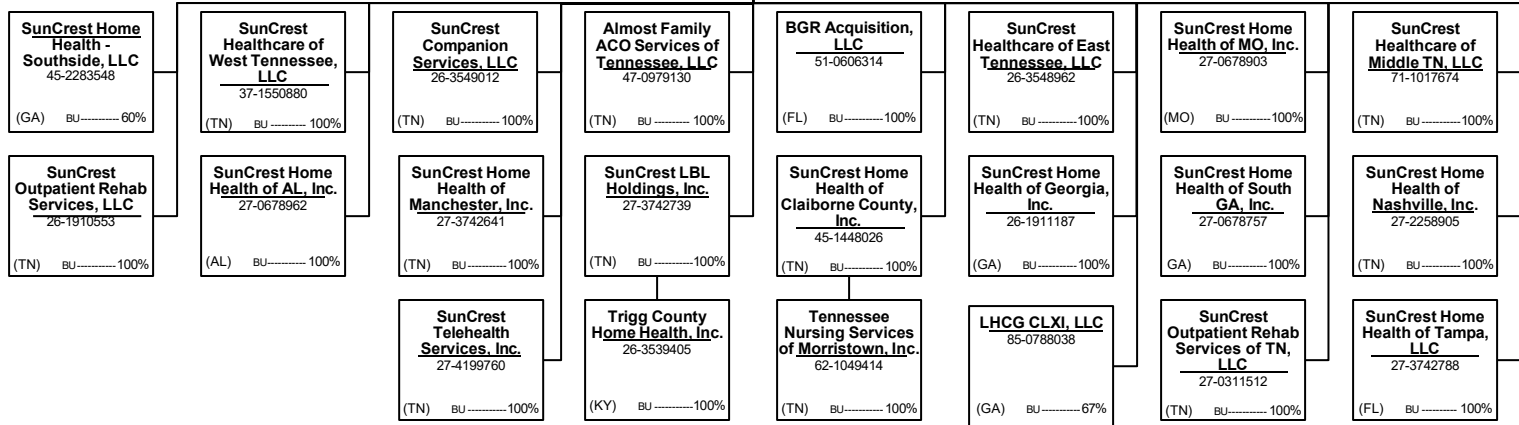 SunCrest Home
Health -
Southside, LLC
45-2283548
(GA) BU----------- 60%
SunCrest
Healthcare of
West Tennessee,
LLC
37-1550880
(TN) BU ---------- 100%
SunCrest
Companion
Services, LLC
26-3549012
(TN) BU-----------100%
Almost Family
ACO Services of
Tennessee, LLC
47-0979130
(TN) BU ---------- 100%
BGR Acquisition,
LLC
51-0606314
(FL) BU-----------100%
SunCrest
Healthcare of East
Tennessee, LLC
26-3548962
(TN) BU-----------100%
SunCrest Home
Health of MO, Inc.
27-0678903
(MO) BU -----------100%
SunCrest
Healthcare of
Middle TN, LLC
71-1017674
(TN) BU-----------100%
SunCrest
Outpatient Rehab
Services, LLC
26-1910553
(TN) BU-----------100%
SunCrest Home
Health of AL, Inc.
27-0678962
(AL) BU----------- 100%
SunCrest Home
Health of
Manchester, Inc.
27-3742641
(TN) BU-----------100%
SunCrest LBL
Holdings, Inc.
27-3742739
(TN) BU-----------100%
SunCrest Home
Health of
Claiborne County,
Inc.
45-1448026
(TN) BU-----------100%
SunCrest Home
Health of Georgia,
Inc.
26-1911187
(GA) BU-----------100%
SunCrest Home
Health of South
GA, Inc.
27-0678757
GA) BU-----------100%
SunCrest Home
Health of
Nashville, Inc.
27-2258905
(TN) BU-----------100%
SunCrest
Telehealth
Services, Inc.
27-4199760
(TN) BU -----------100%
Trigg County
Home Health, Inc.
26-3539405
(KY) BU -----------100%
Tennessee
Nursing Services
of Morristown, Inc.
62-1049414
(TN) BU-----------100%
LHCG CLXI, LLC
85-0788038
(GA) BU-----------67%
SunCrest
Outpatient Rehab
Services of TN,
LLC
27-0311512
(TN) BU-----------100%
SunCrest Home
Health of Tampa,
LLC
27-3742788
(FL) BU----------- 100%